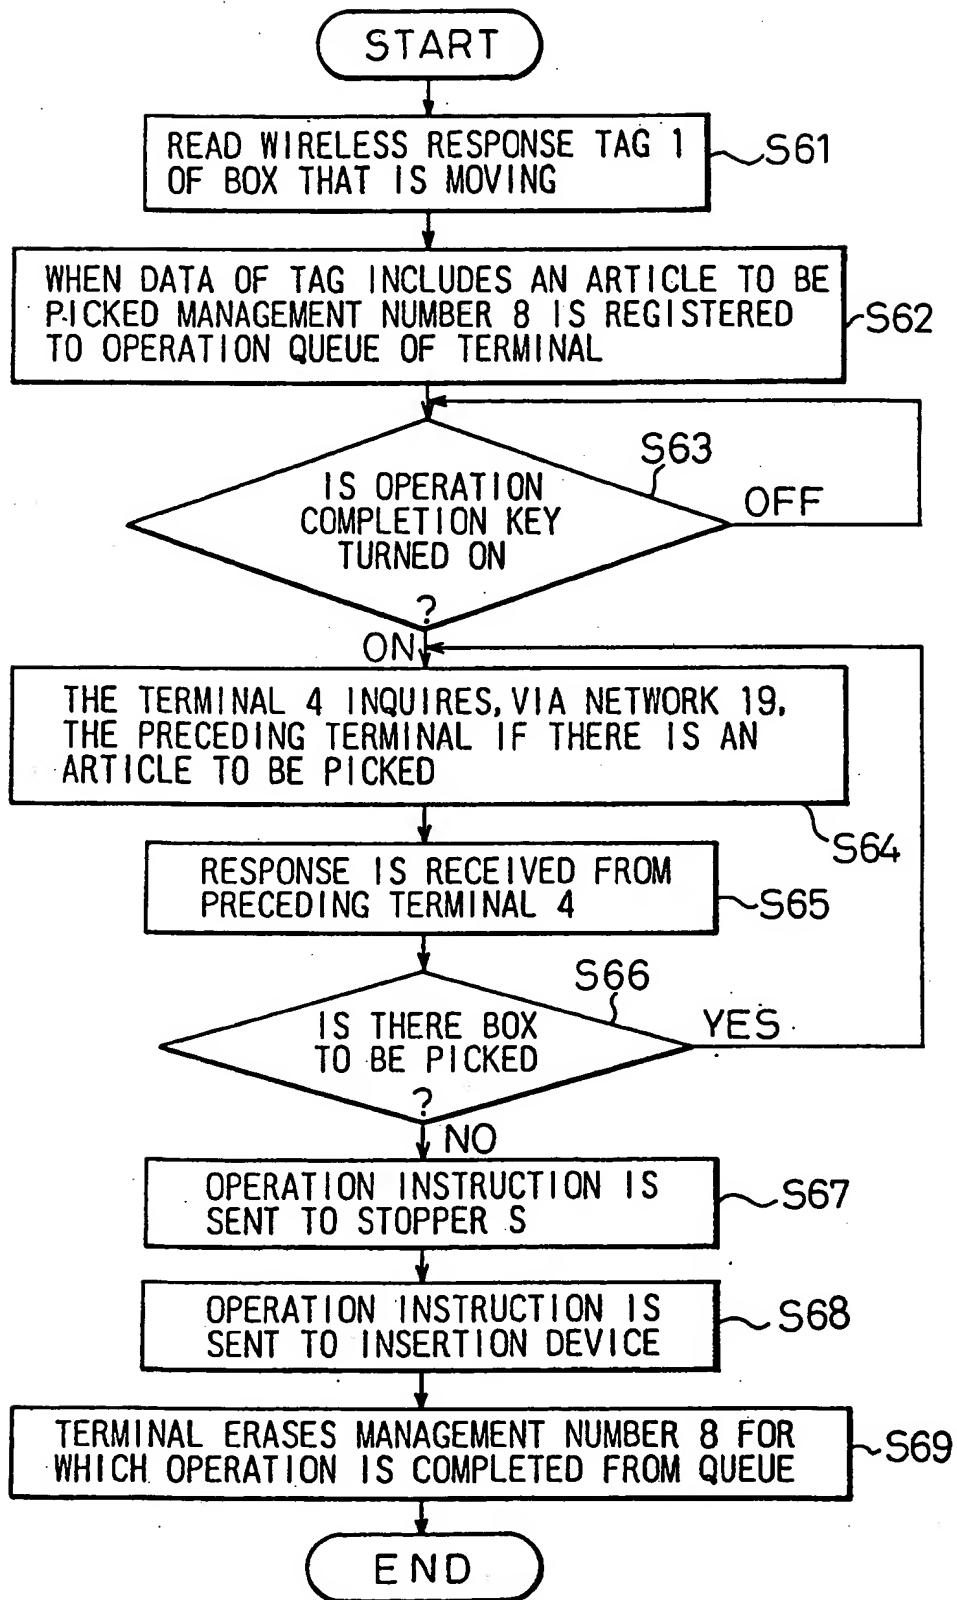 START
READ WIRELESS RESPONSE TAG 1
OF BOX THAT IS MOVING
S61
WHEN DATA OF TAG INCLUDES AN ARTICLE TO BE
PICKED MANAGEMENT NUMBER 8 IS REGISTERED
TO OPERATION QUEUE OF TERMINAL
S62
S63
IS OPERATION
COMPLETION KEY
TURNED ON
?
OFF
ON
THE TERMINAL 4 INQUIRES, VIA NETWORK 19,
THE PRECEDING TERMINAL IF THERE IS AN
ARTICLE TO BE PICKED
S64
RESPONSE IS RECEIVED FROM
PRECEDING TERMINAL 4
S65
S66
IS THERE BOX
TO BE PICKED
?
YES
NO
OPERATION INSTRUCTION IS
SENT TO STOPPER S
S67
OPERATION INSTRUCTION IS
SENT TO INSERTION DEVICE
S68
TERMINAL ERASES MANAGEMENT NUMBER 8 FOR
WHICH OPERATION IS COMPLETED FROM QUEUE
S69
END